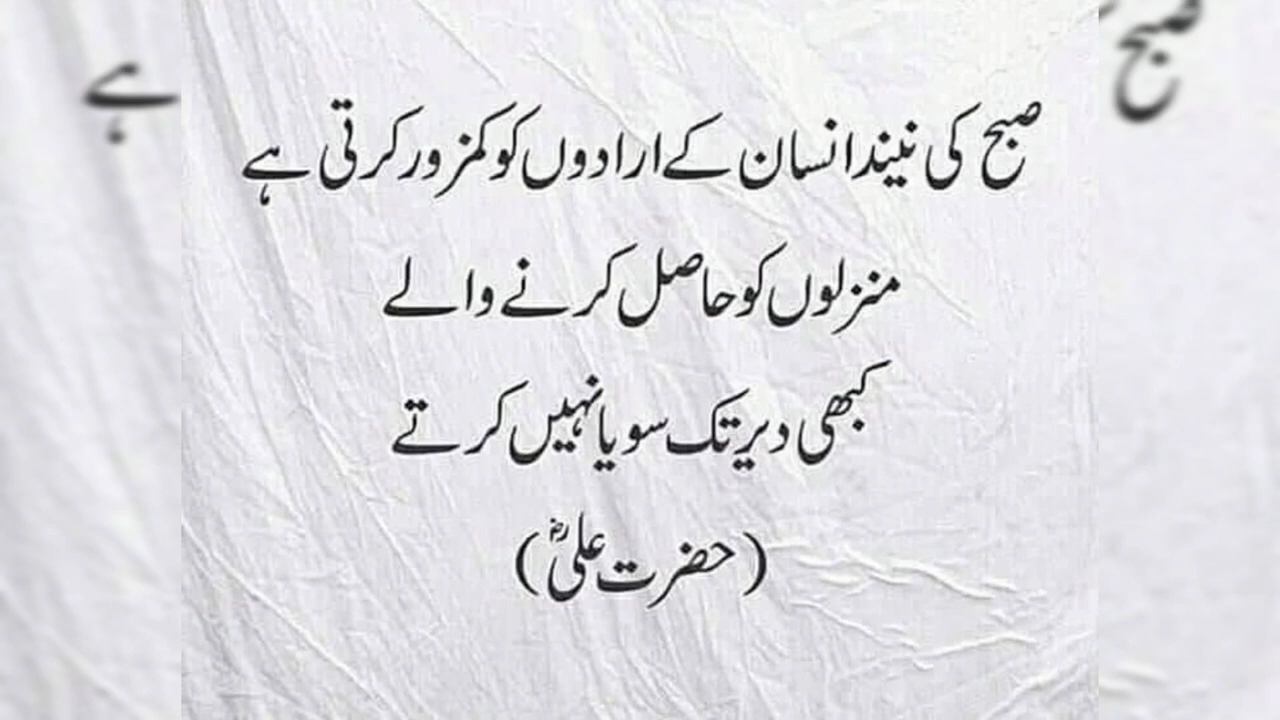 صبح کی نیند انسان کے ارادوں کو کمزور کرتی ہے
منزلوں کو حاصل کرنے والے
کبھی دیر تک سویا نہیں کرتے
(حضرت علیؓ)